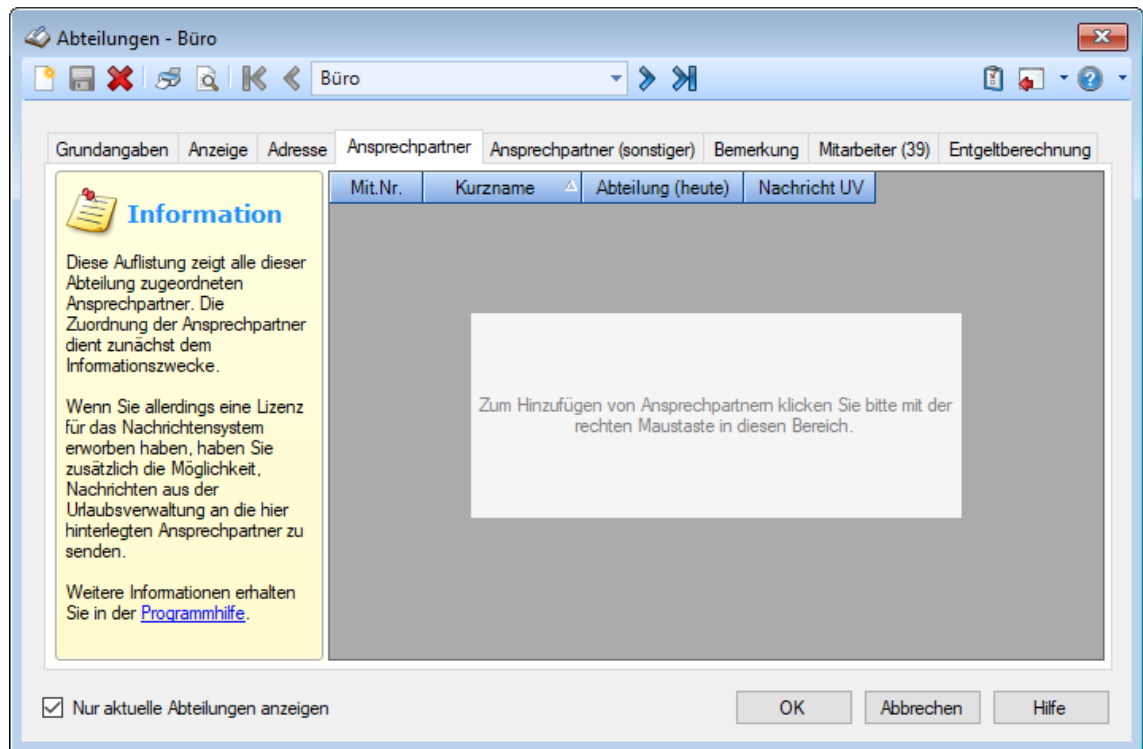 Abteilungen - Büro
Büro
Grundangaben Anzeige Adresse Ansprechpartner Ansprechpartner (sonstiger) Bemerkung Mitarbeiter (39) Entgeltberechnung
Information
Diese Auflistung zeigt alle dieser
Abteilung zugeordneten
Ansprechpartner. Die
Zuordnung der Ansprechpartner
dient zunächst dem
Informationszwecke.
Wenn Sie allerdings eine Lizenz
für das Nachrichtensystem
erworben haben, haben Sie
zusätzlich die Möglichkeit,
Nachrichten aus der
Urlaubsverwaltung an die hier
hinterlegten Ansprechpartner zu
senden.
Weitere Informationen erhalten
Sie in der Programmhilfe.
Mit.Nr. Kurzname Abteilung (heute) Nachricht UV
Zum Hinzufügen von Ansprechpartnern klicken Sie bitte mit der
rechten Maustaste in diesen Bereich.
Nur aktuelle Abteilungen anzeigen
OK Abbrechen Hilfe